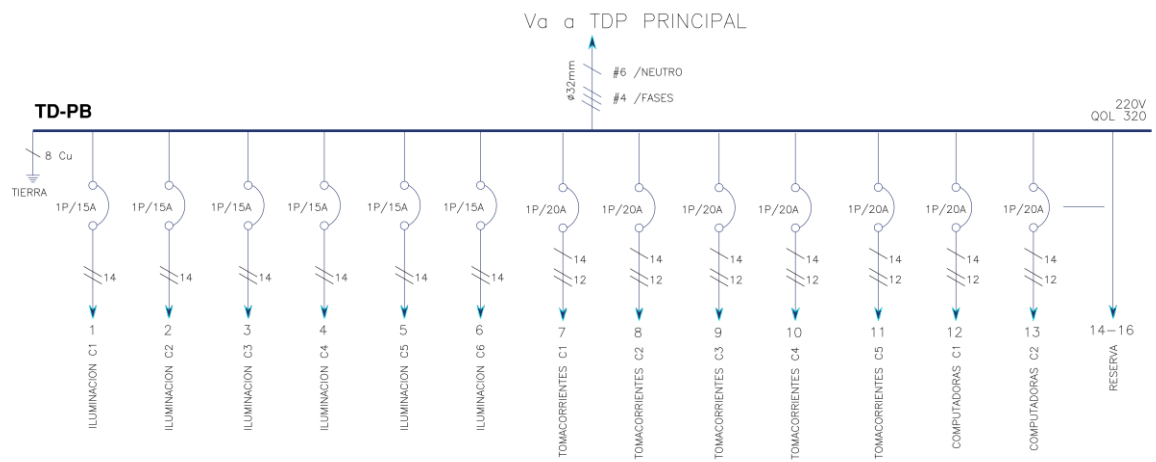 Va a TDP PRINCIPAL
ø32mm
#6 /NEUTRO
#4 /FASES
TD-PB
220V
QOL 320
8 Cu
TIERRA
1P/15A
1P/15A
1P/15A
1P/15A
1P/15A
1P/15A
1P/20A
1P/20A
1P/20A
1P/20A
1P/20A
1P/20A
1P/20A
14
14
14
14
14
14
14
12
14
12
14
12
14
12
14
12
14
12
14
12
1
2
3
4
5
6
7
8
9
10
11
12
13
14-16
ILUMINACION C1
ILUMINACION C2
ILUMINACION C3
ILUMINACION C4
ILUMINACION C5
ILUMINACION C6
TOMACORRIENTES C1
TOMACORRIENTES C2
TOMACORRIENTES C3
TOMACORRIENTES C4
TOMACORRIENTES C5
COMPUTADORAS C1
COMPUTADORAS C2
RESERVA